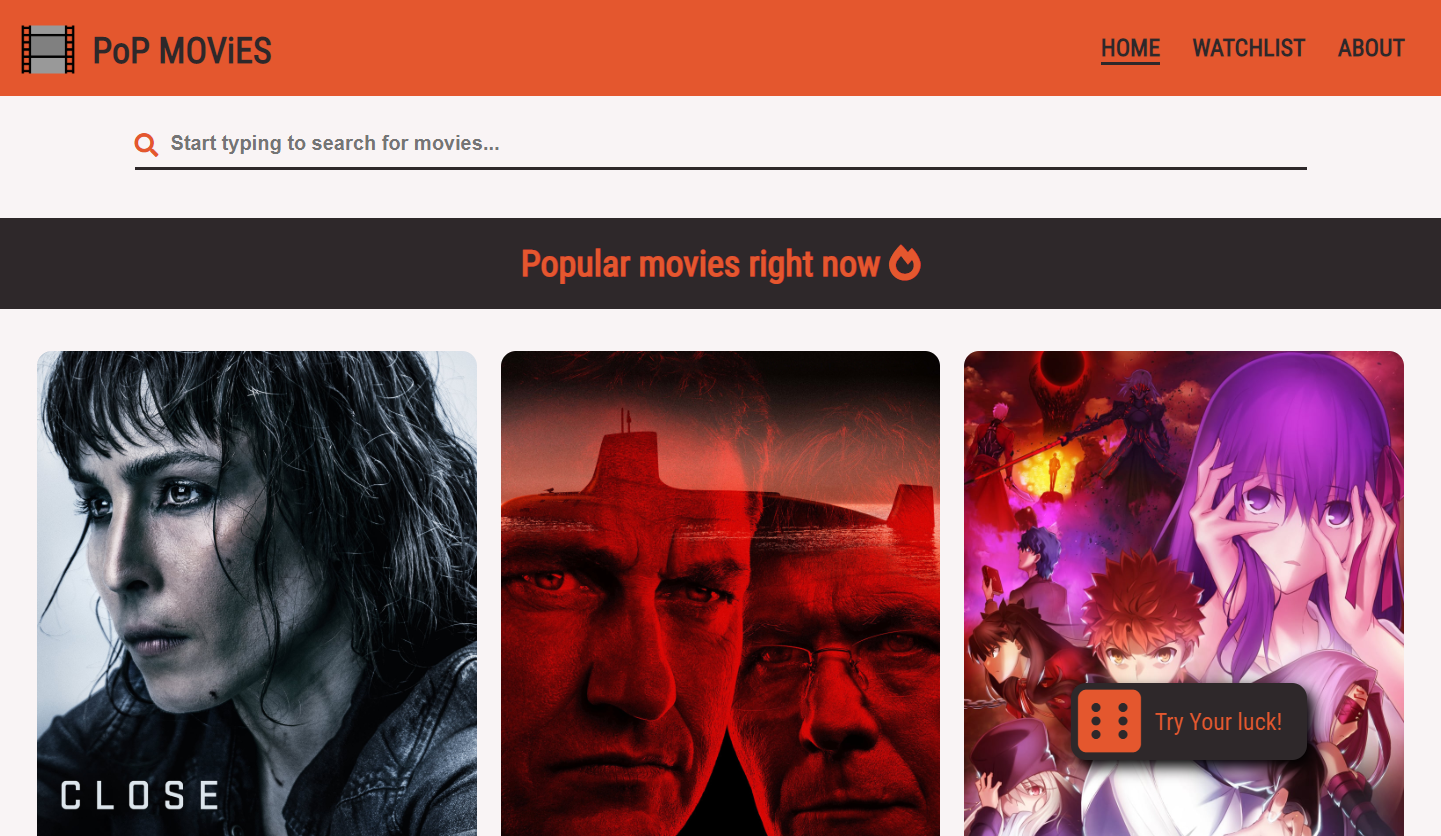 PoP MOViES
HOME WATCHLIST ABOUT
Start typing to search for movies...
Popular movies right now
CLOSE
Try Your luck!